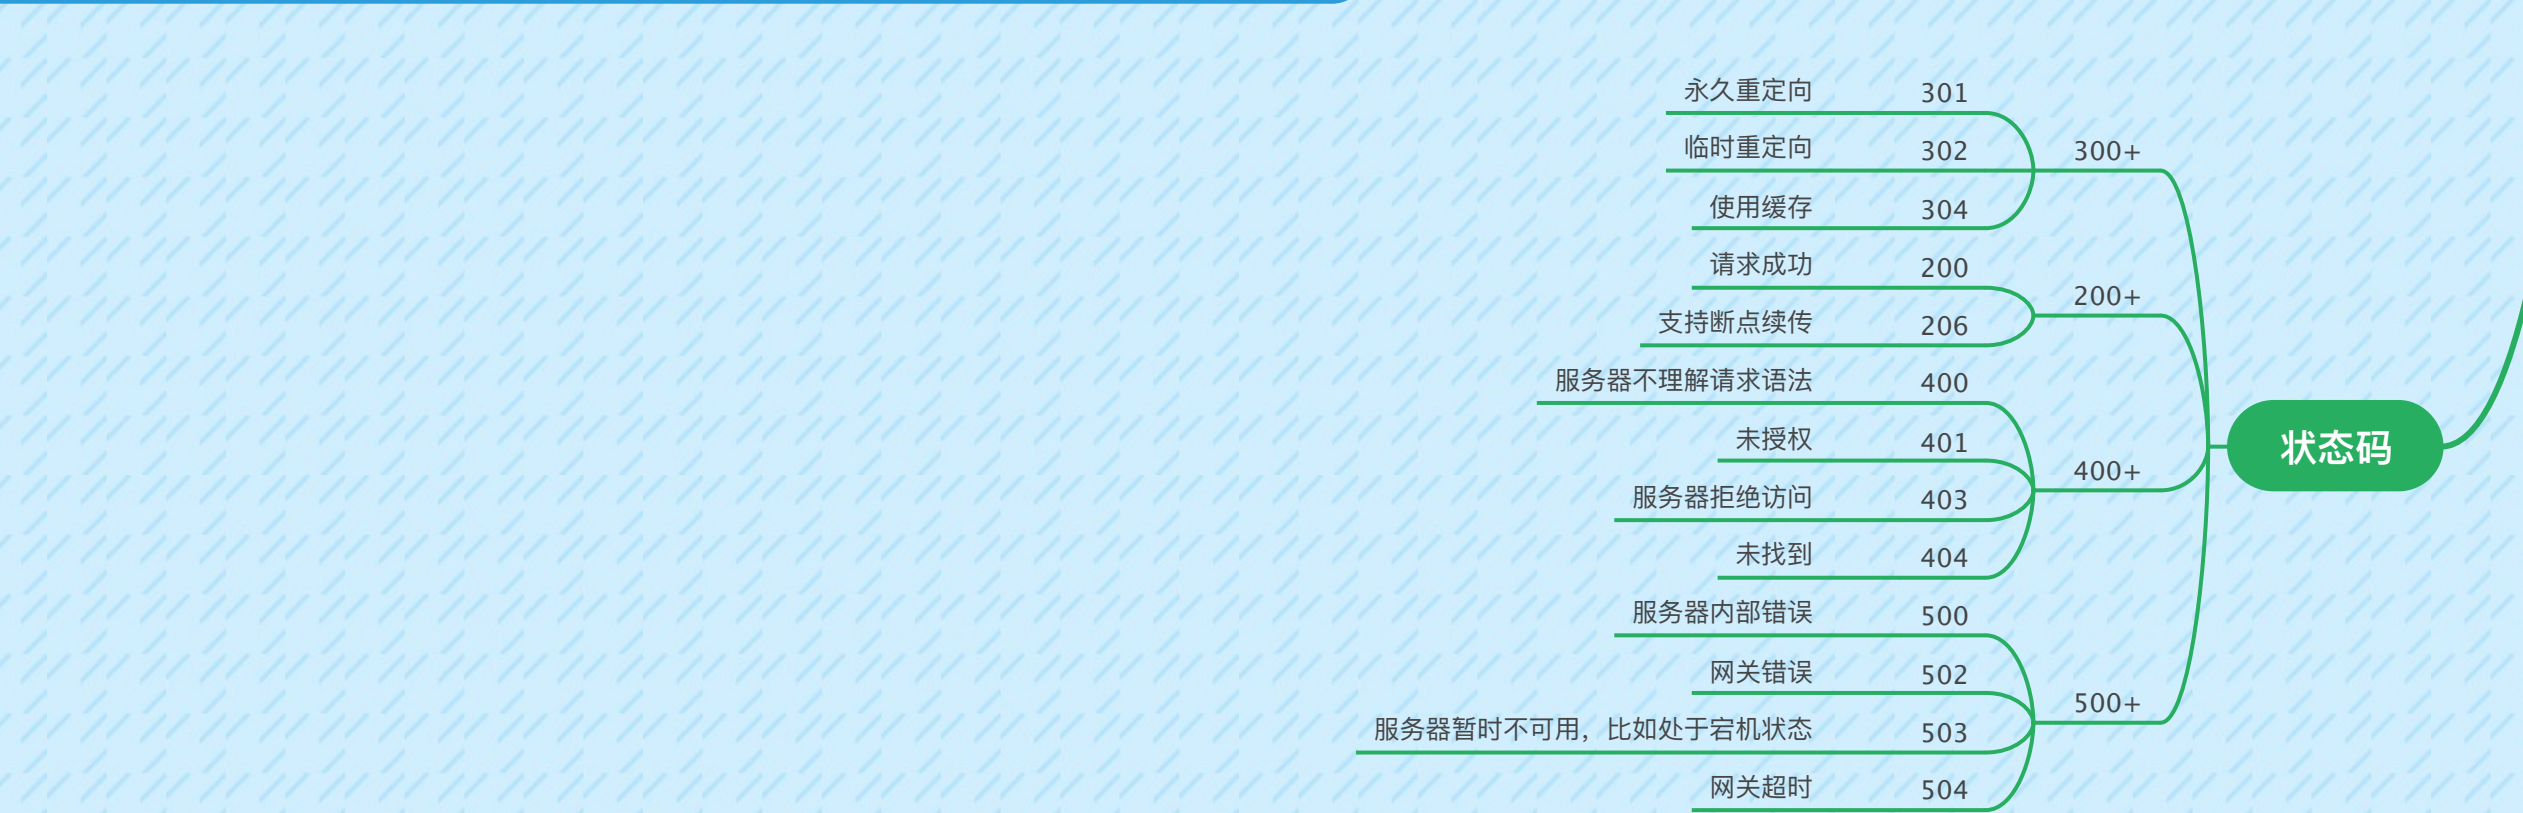 永久重定向 301
临时重定向 302 300+
使用缓存 304
请求成功 200
200+
支持断点续传 206
服务器不理解请求语法 400
未授权 401
状态码
400+
服务器拒绝访问 403
未找到 404
服务器内部错误 500
网关错误 502
500+
服务器暂时不可用，比如处于宕机状态 503
网关超时 504